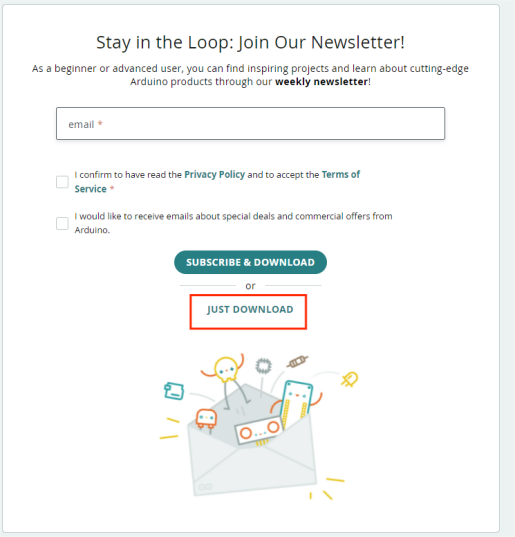 Stay in the Loop: Join Our Newsletter!
As a beginner or advanced user, you can find inspiring projects and learn about cutting-edge
Arduino products through our weekly newsletter!
email *
I confirm to have read the Privacy Policy and to accept the Terms of
Service *
I would like to receive emails about special deals and commercial offers from
Arduino.
SUBSCRIBE & DOWNLOAD
or
JUST DOWNLOAD